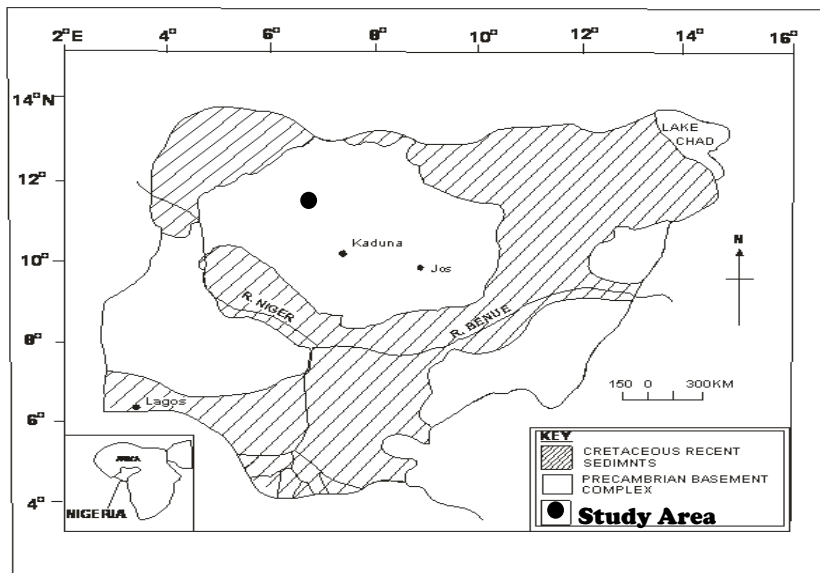 2° E 4° 6° 8° 10° 12° 14° 16°
14°N
12°
10°
8°
6°
4°
LAKE
CHAD
Kaduna
Jos
N
R. NIGER
R. BENUE
Lagos
150 0 300KM
KEY
CRETACEOUS RECENT
SEDIMNTS
PRECAMBRIAN BASEMENT
COMPLEX
Study Area
AFRICA
NIGERIA